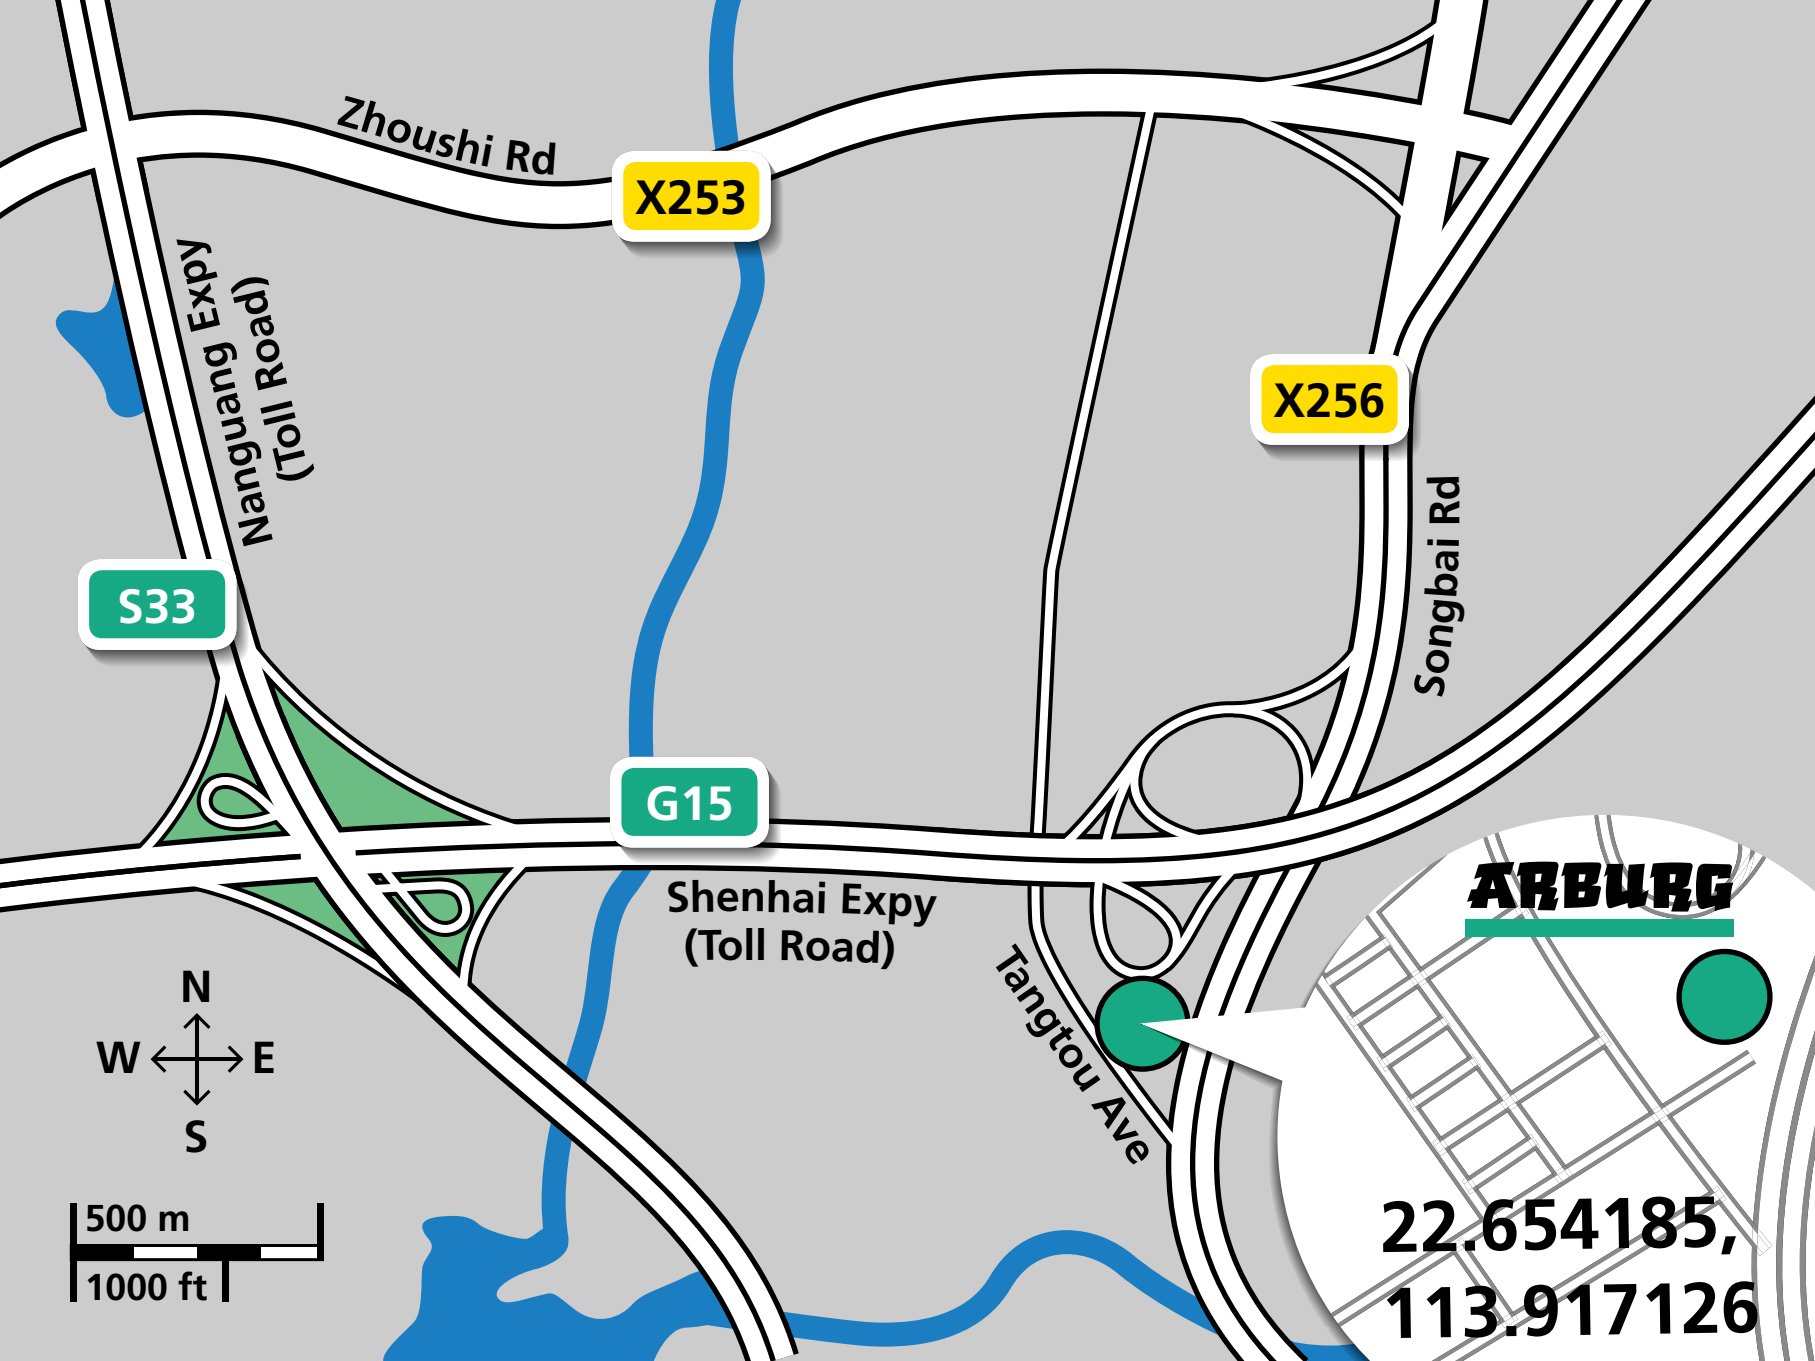 Zhoushi Rd
X253
Nanguang Expy
(Toll Road)
X256
Songbai Rd
S33
G15
Shenhai Expy
(Toll Road)
Tangtou Ave
ARBURG
N
W E
S
500 m
1000 ft
22.654185,
113.917126